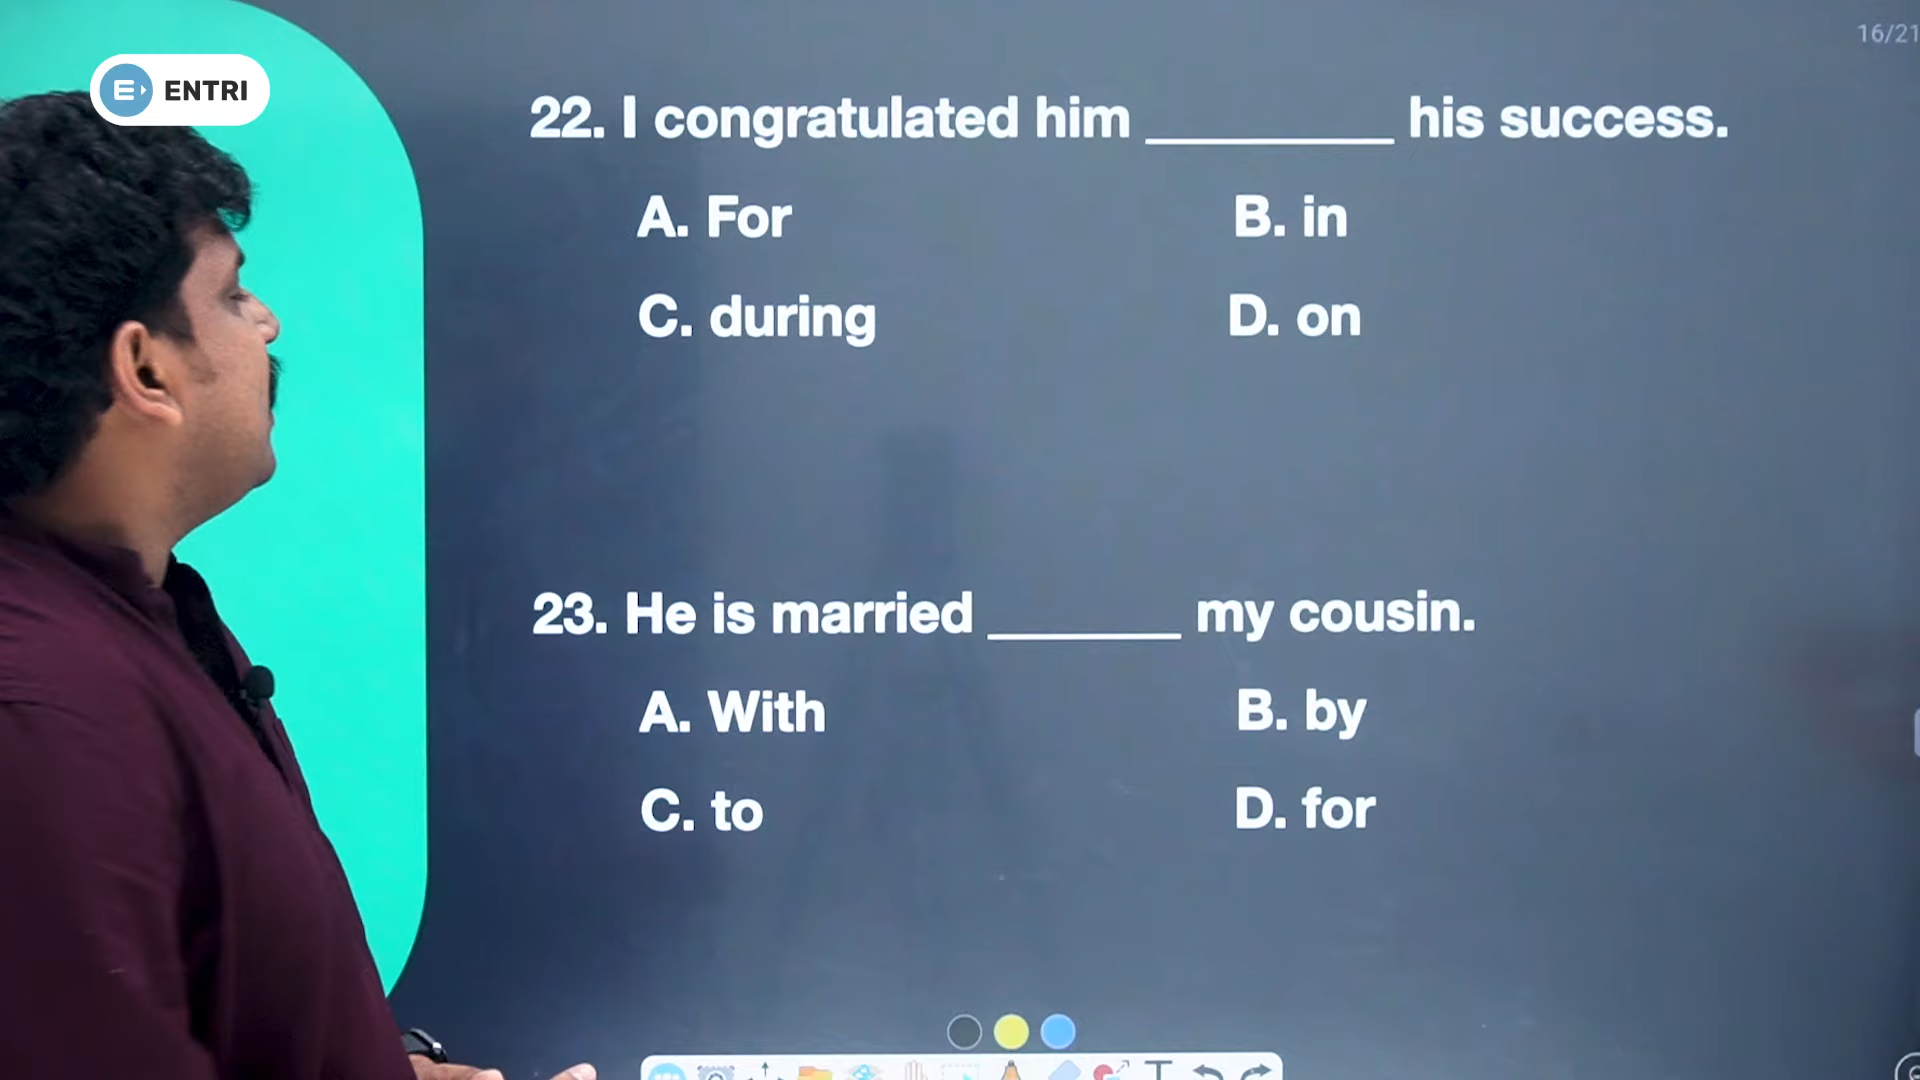 ENTRI
16/21
22. I congratulated him ________ his success.
A. For
B. in
C. during
D. on
23. He is married ______ my cousin.
A. With
B. by
C. to
D. for